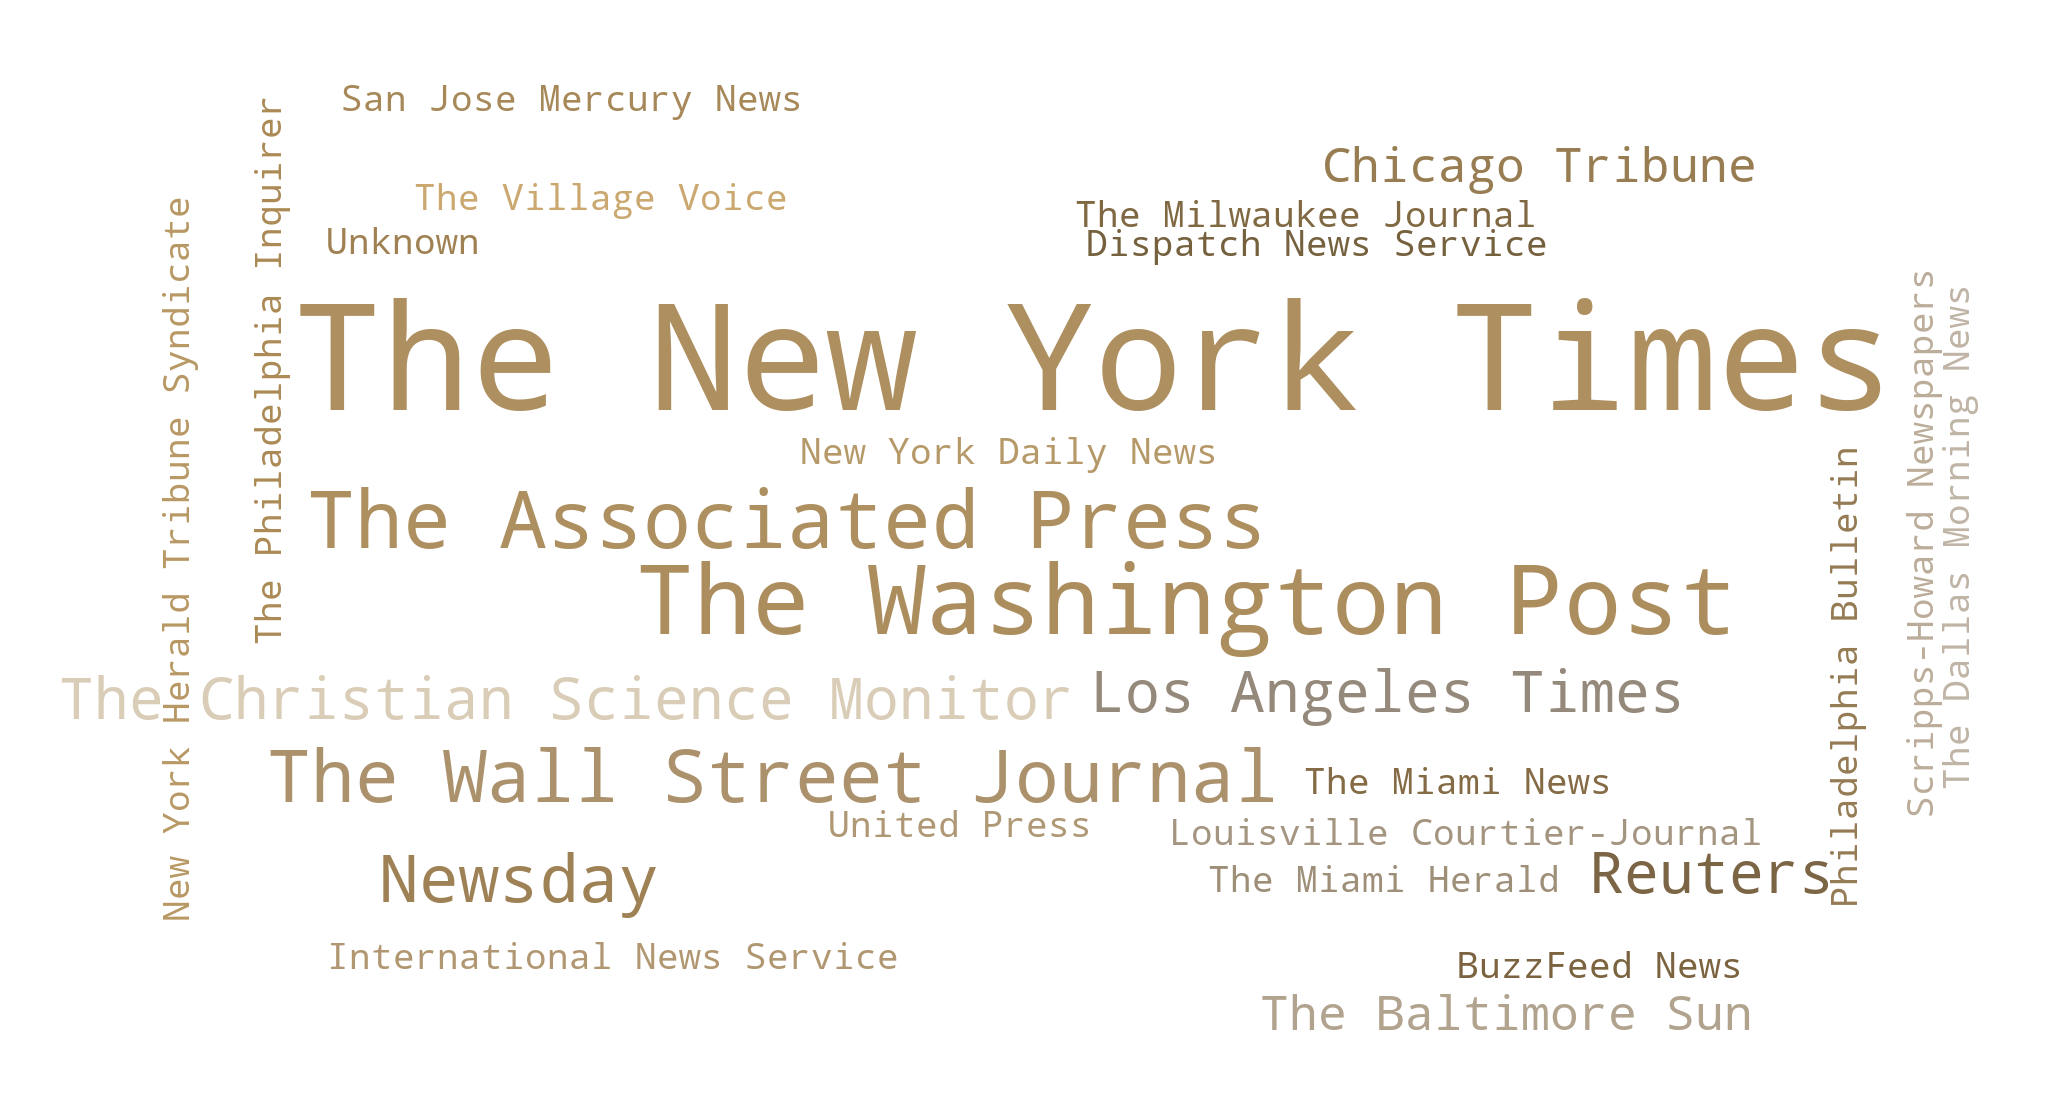 San Jose Mercury News
Chicago Tribune
The Village Voice
The Milwaukee Journal
Unknown
Dispatch News Service
The New York Times
New York Daily News
The Associated Press
The Washington Post
The Christian Science Monitor
Los Angeles Times
The Wall Street Journal
The Miami News
United Press
Louisville Courtier-Journal
Newsday
The Miami Herald
Reuters
International News Service
BuzzFeed News
The Baltimore Sun
New York Herald Tribune Syndicate
The Philadelphia Inquirer
Philadelphia Bulletin
Scripps-Howard Newspapers
The Dallas Morning News